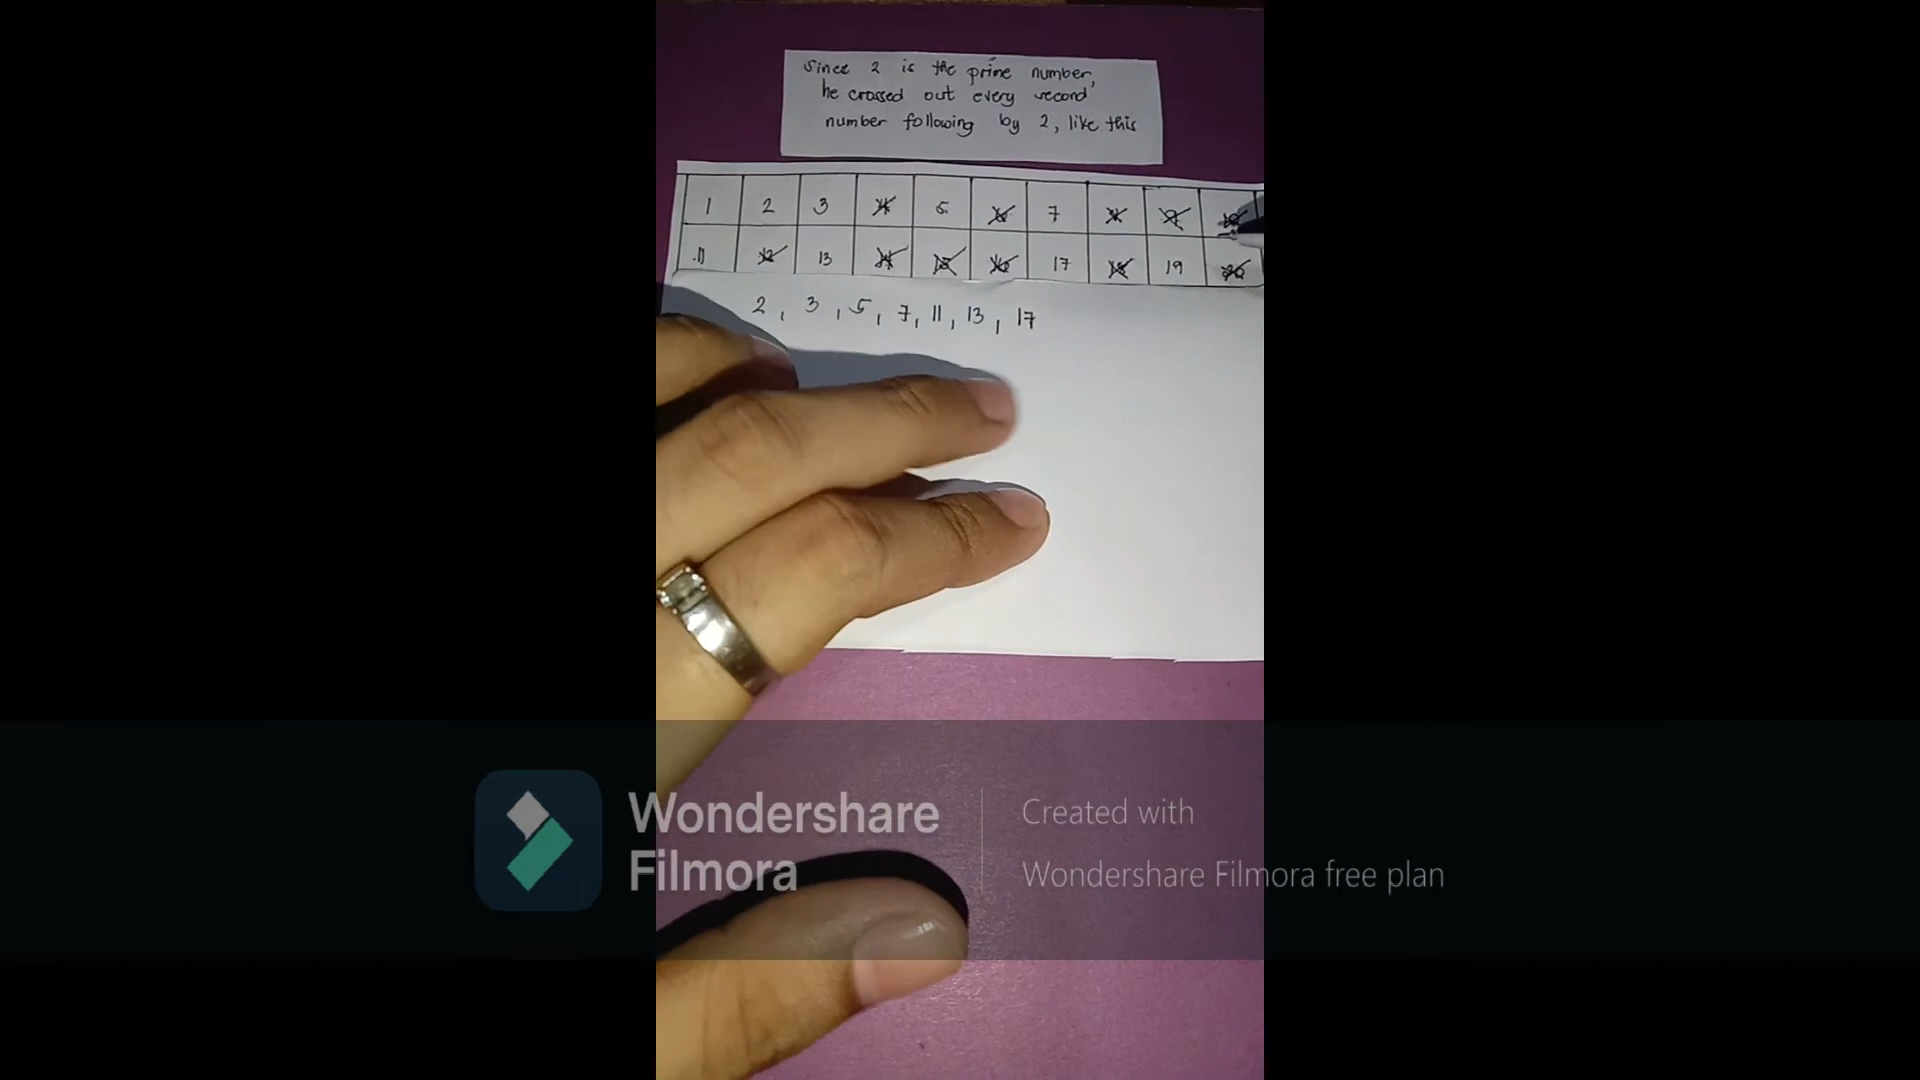 Since 2 is the prime number,
he crossed out every second
number following by 2, like this
1 2 3 4 5 6 7 8 9 10
11 12 13 14 15 16 17 18 19 20
2, 3, 5, 7, 11, 13, 17
Wondershare
Filmora
Created with
Wondershare Filmora free plan